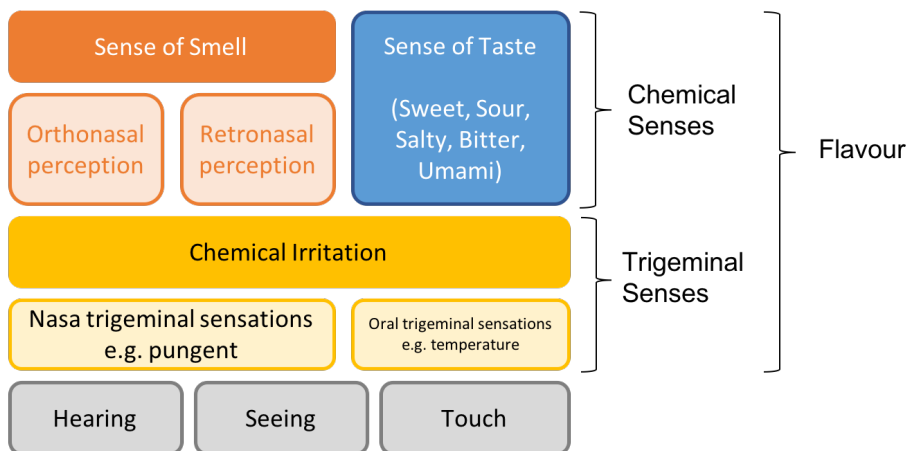 Sense of Smell
Sense of Taste
(Sweet, Sour,
Salty, Bitter,
Umami)
Orthonasal
perception
Retronasal
perception
Chemical
Senses
Flavour
Chemical Irritation
Nasa trigeminal sensations
e.g. pungent
Oral trigeminal sensations
e.g. temperature
Trigeminal
Senses
Hearing
Seeing
Touch